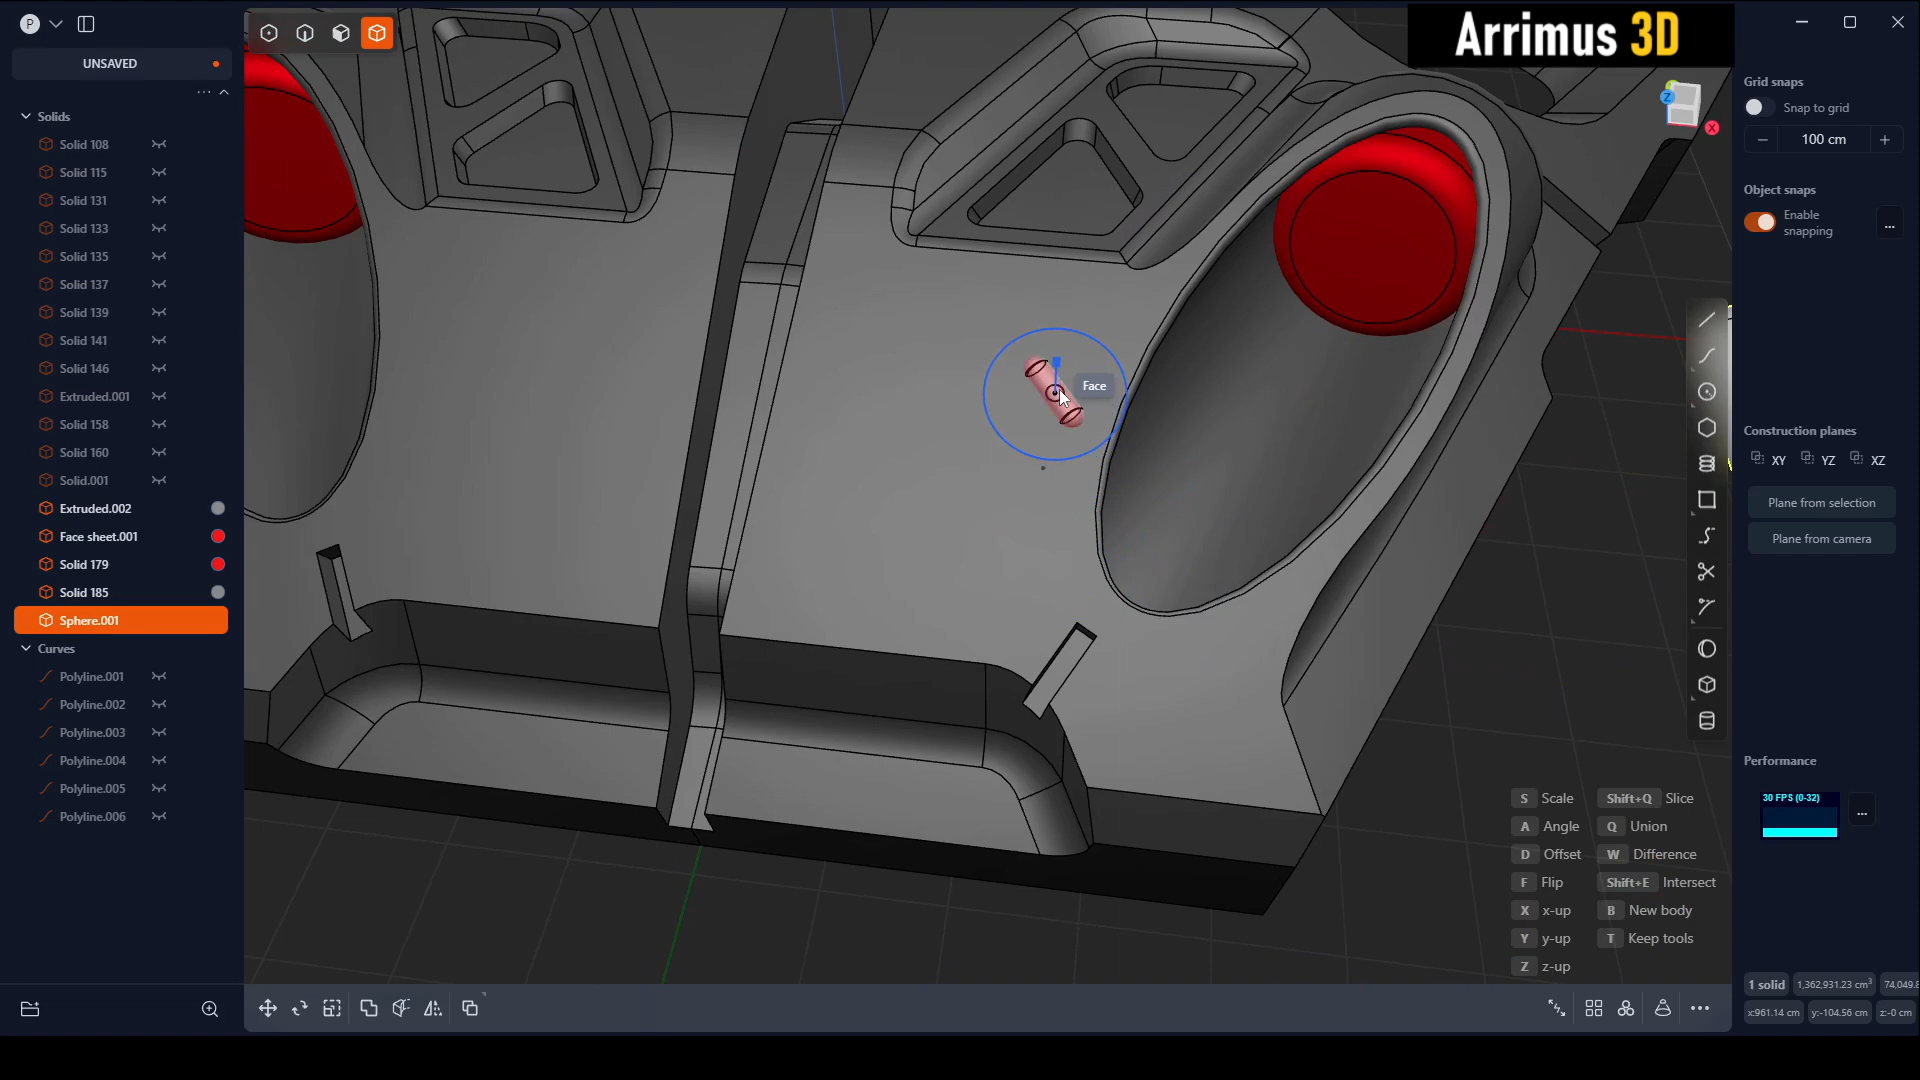 P
UNSAVED
Solids
Solid 108
Solid 115
Solid 131
Solid 133
Solid 135
Solid 137
Solid 139
Solid 141
Solid 146
Extruded.001
Solid 158
Solid 160
Solid.001
Extruded.002
Face sheet.001
Solid 179
Solid 185
Sphere.001
Curves
Polyline.001
Polyline.002
Polyline.003
Polyline.004
Polyline.005
Polyline.006
Arrimus 3D
Z
X
Face
S Scale Shift+Q Slice
A Angle Q Union
D Offset W Difference
F Flip Shift+E Intersect
X x-up B New body
Y y-up T Keep tools
Z z-up
Grid snaps
Snap to grid
100 cm
Object snaps
Enable
snapping
...
Construction planes
XY YZ XZ
Plane from selection
Plane from camera
Performance
30 FPS (0-32)
...
1 solid 1,362,931.23 cm³ 74,049.8
x:961.14 cm y:-104.56 cm z:-0 cm